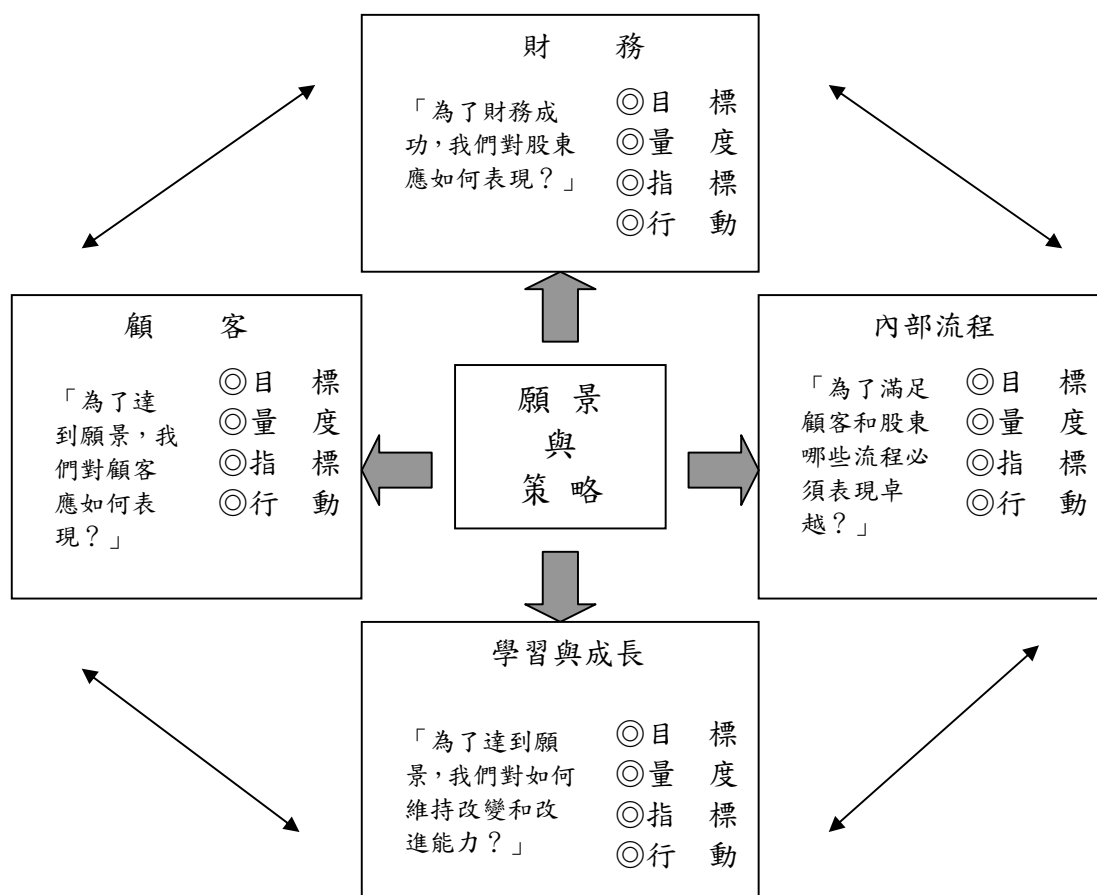 財 務
「為了財務成
功,我們對股東
應如何表現?」
◎目 標
◎量 度
◎指 標
◎行 動
顧 客
「為了達
到願景,我
們對顧客
應如何表
現?」
◎目 標
◎量 度
◎指 標
◎行 動
願 景
與
策 略
內部流程
「為了滿足
顧客和股東
哪些流程必
須表現卓
越?」
◎目 標
◎量 度
◎指 標
◎行 動
學習與成長
「為了達到願
景,我們對如何
維持改變和改
進能力?」
◎目 標
◎量 度
◎指 標
◎行 動